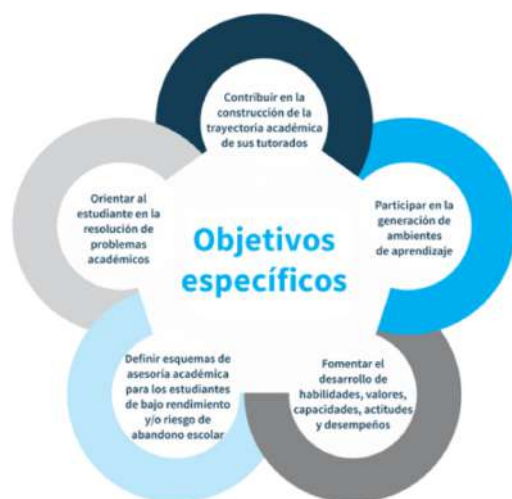 Contribuir en la
construcción de la
trayectoria académica
de sus tutorados
Orientar al
estudiante en la
resolución de
problemas
académicos
Participar en la
generación de
ambientes
de aprendizaje
Objetivos
específicos
Definir esquemas de
asesoría académica
para los estudiantes
de bajo rendimiento
y/o riesgo de
abandono escolar
Fomentar el
desarrollo de
habilidades, valores,
capacidades, actitudes
y desempeños